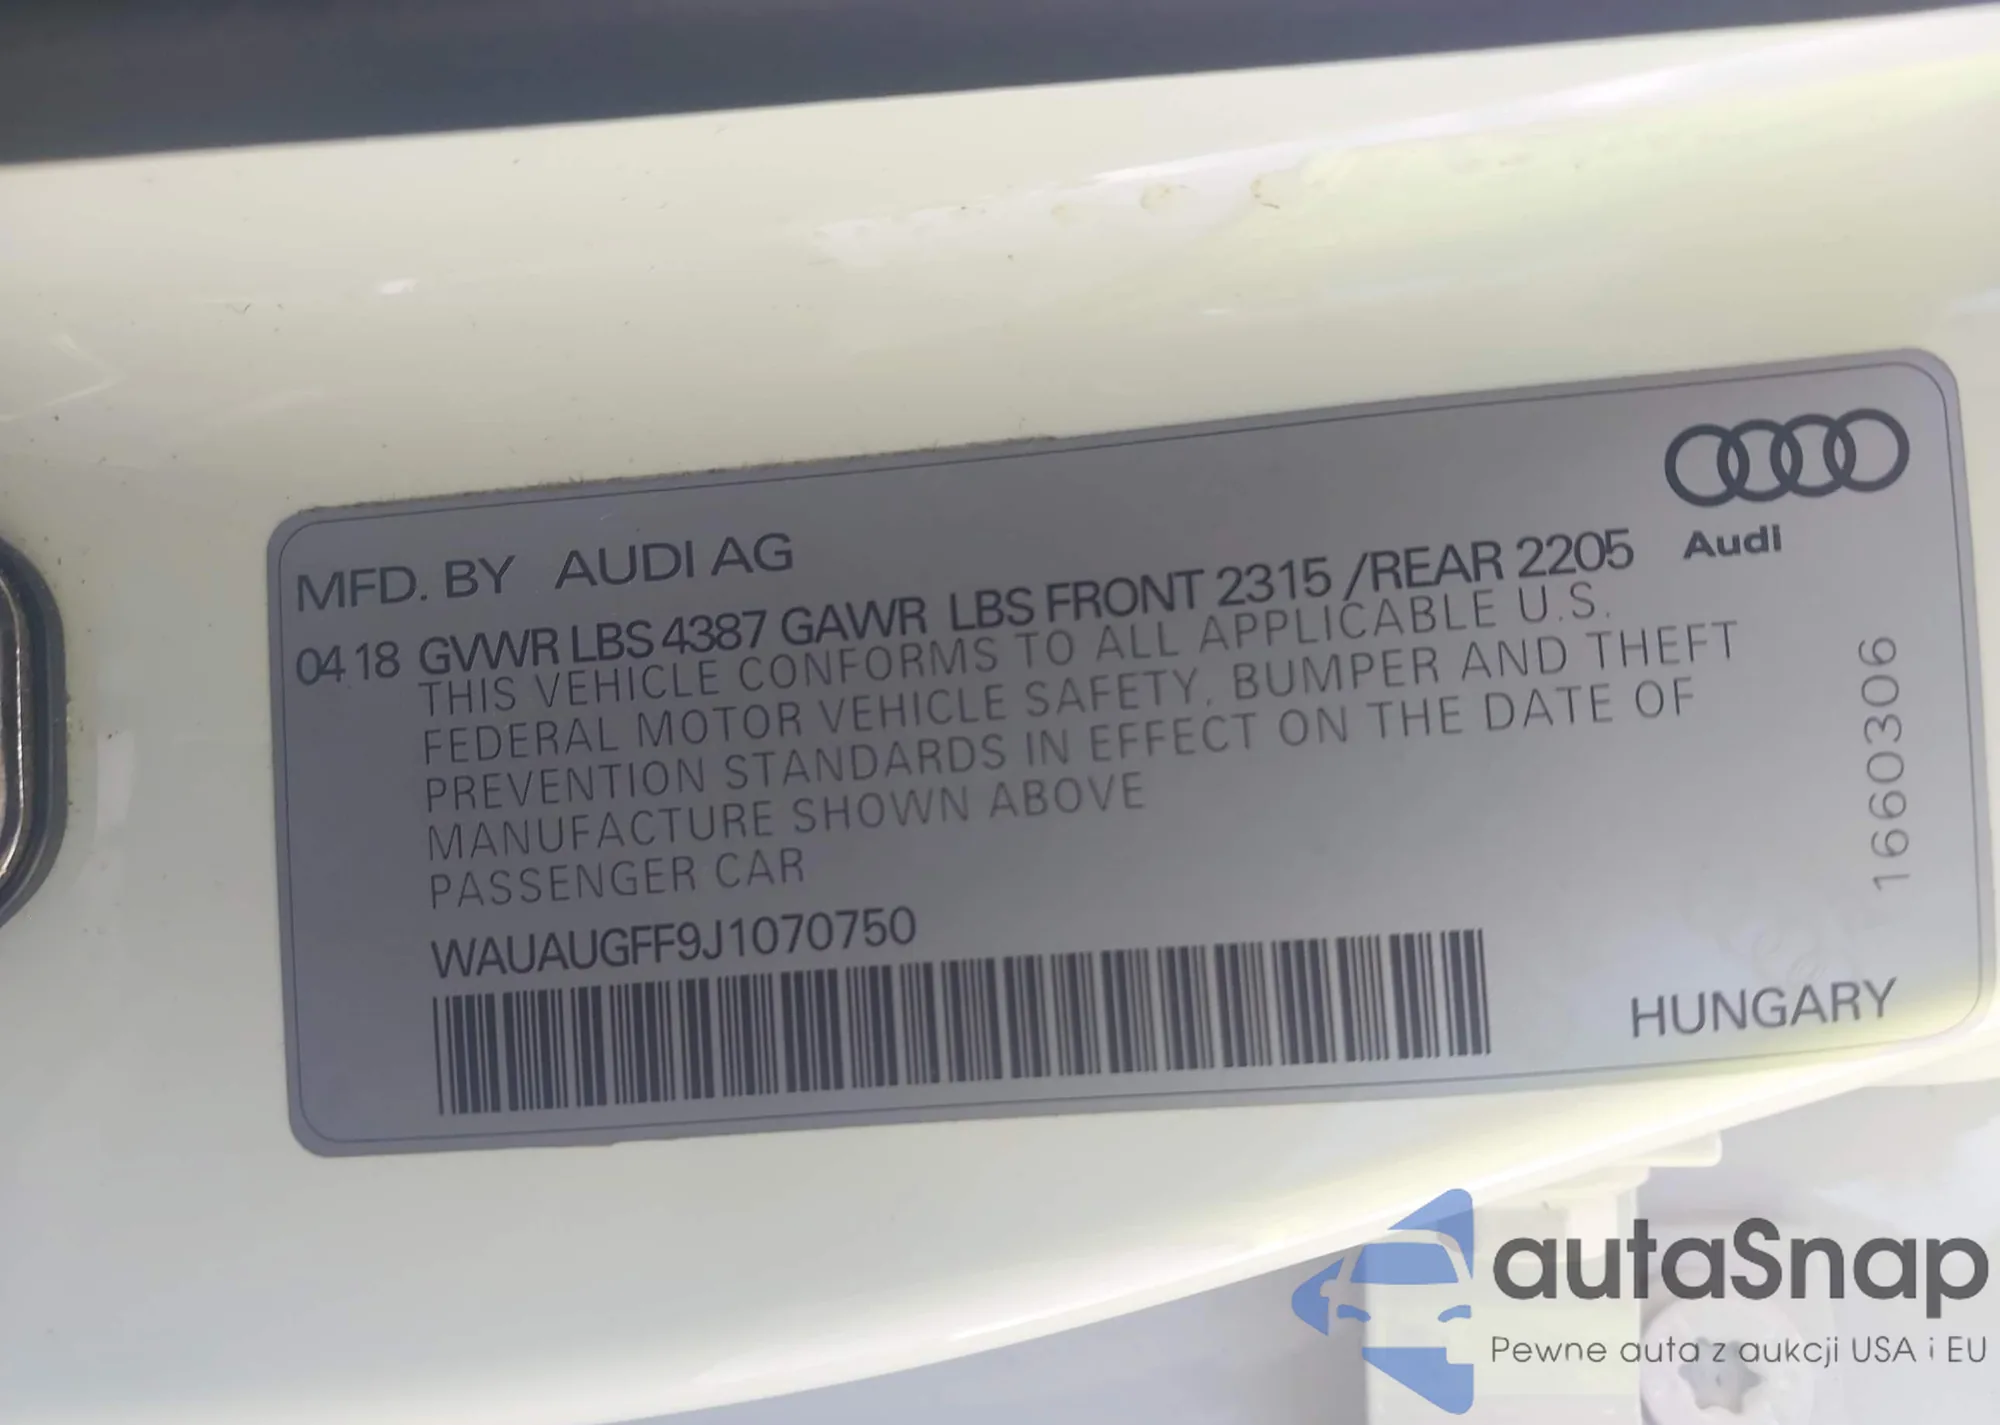 MFD. BY AUDI AG
Audi
04 18 GVWR LBS 4387 GAWR LBS FRONT 2315 /REAR 2205
THIS VEHICLE CONFORMS TO ALL APPLICABLE U.S.
FEDERAL MOTOR VEHICLE SAFETY, BUMPER AND THEFT
PREVENTION STANDARDS IN EFFECT ON THE DATE OF
MANUFACTURE SHOWN ABOVE
PASSENGER CAR
WAUAUGFF9J1070750
HUNGARY
1660306
autaSnap
Pewne auta z aukcji USA i EU